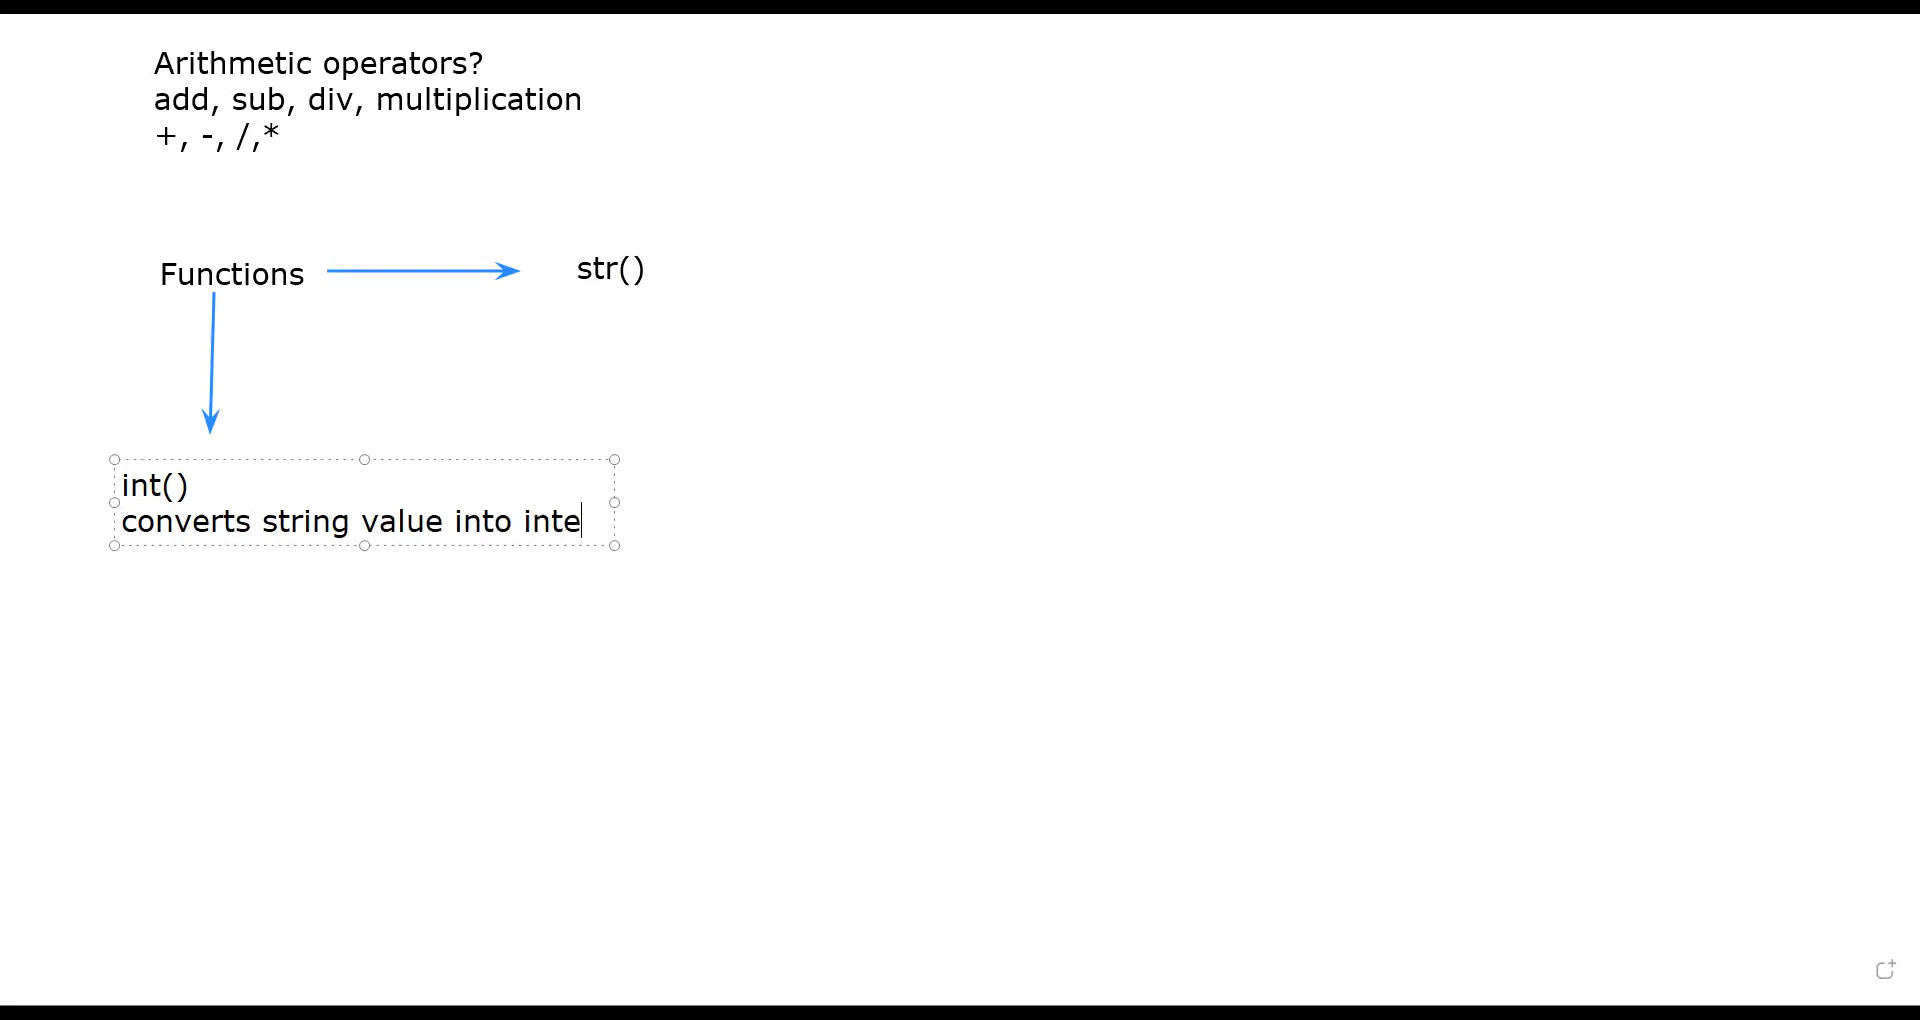 Arithmetic operators?
add, sub, div, multiplication
+, -, /,*
Functions
str()
int()
converts string value into inte